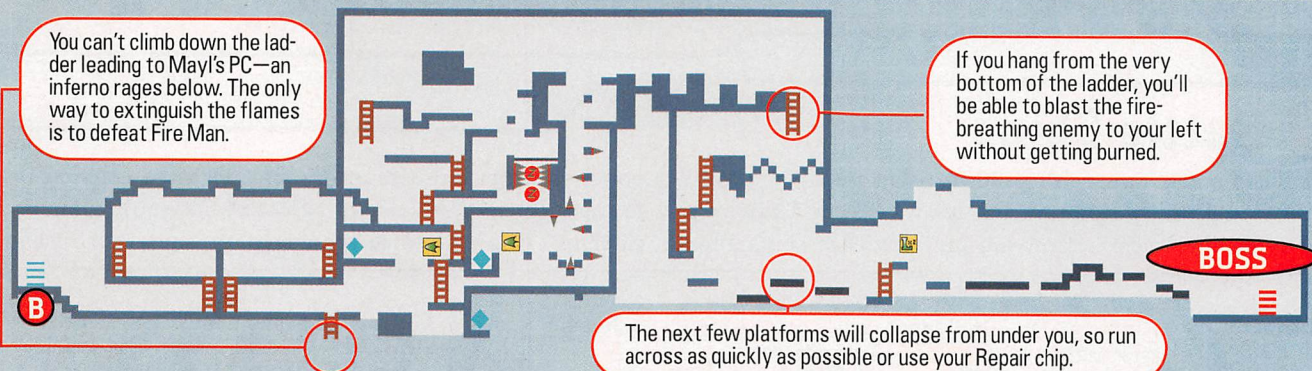 You can't climb down the lad-
der leading to Mayl's PC—an
inferno rages below. The only
way to extinguish the flames
is to defeat Fire Man.
If you hang from the very
bottom of the ladder, you'll
be able to blast the fire-
breathing enemy to your left
without getting burned.
B
BOSS
The next few platforms will collapse from under you, so run
across as quickly as possible or use your Repair chip.